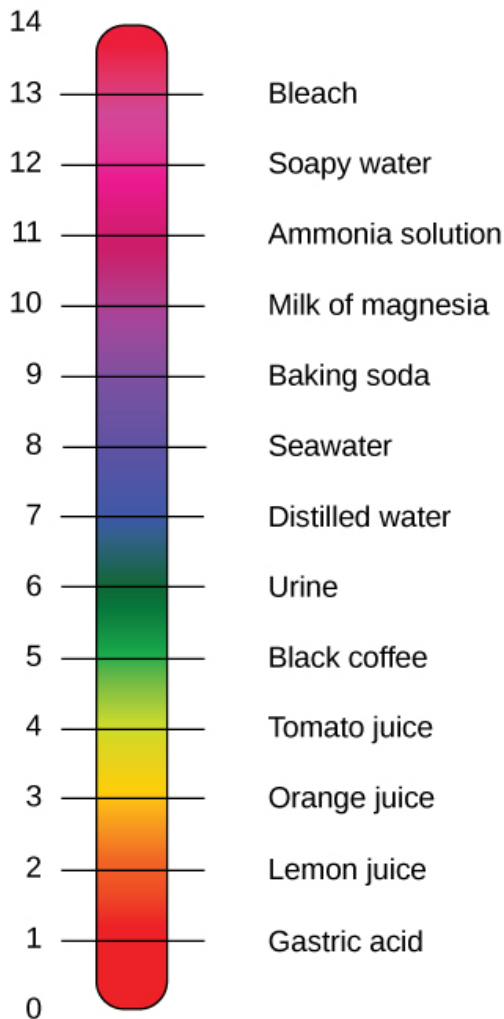 14
13 Bleach
12 Soapy water
11 Ammonia solution
10 Milk of magnesia
9 Baking soda
8 Seawater
7 Distilled water
6 Urine
5 Black coffee
4 Tomato juice
3 Orange juice
2 Lemon juice
1 Gastric acid
0